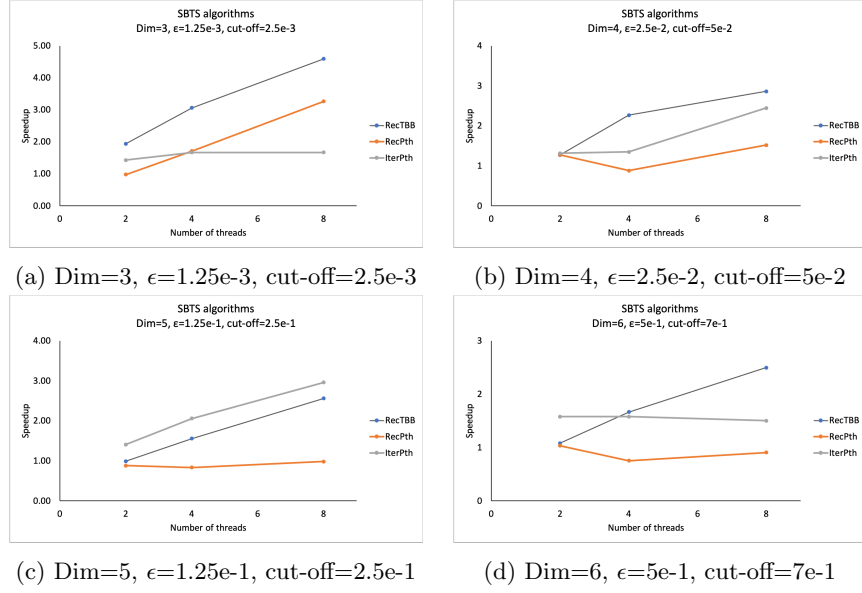 SBTS algorithms
Dim=3, ε=1.25e-3, cut-off=2.5e-3
5.00
4.00
3.00
2.00
1.00
0.00
Speedup
0 2 4 6 8
Number of threads
RecTBB
RecPth
IterPth
(a) Dim=3, ϵ=1.25e-3, cut-off=2.5e-3
SBTS algorithms
Dim=4, ε=2.5e-2, cut-off=5e-2
4
3
2
1
0
Speedup
0 2 4 6 8
Number of threads
RecTBB
RecPth
IterPth
(b) Dim=4, ϵ=2.5e-2, cut-off=5e-2
SBTS algorithms
Dim=5, ε=1.25e-1, cut-off=2.5e-1
4.00
3.00
2.00
1.00
0.00
Speedup
0 2 4 6 8
Number of threads
RecTBB
RecPth
IterPth
(c) Dim=5, ϵ=1.25e-1, cut-off=2.5e-1
SBTS algorithms
Dim=6, ε=5e-1, cut-off=7e-1
3
2
1
0
Speedup
0 2 4 6 8
Number of threads
RecTBB
RecPth
IterPth
(d) Dim=6, ϵ=5e-1, cut-off=7e-1